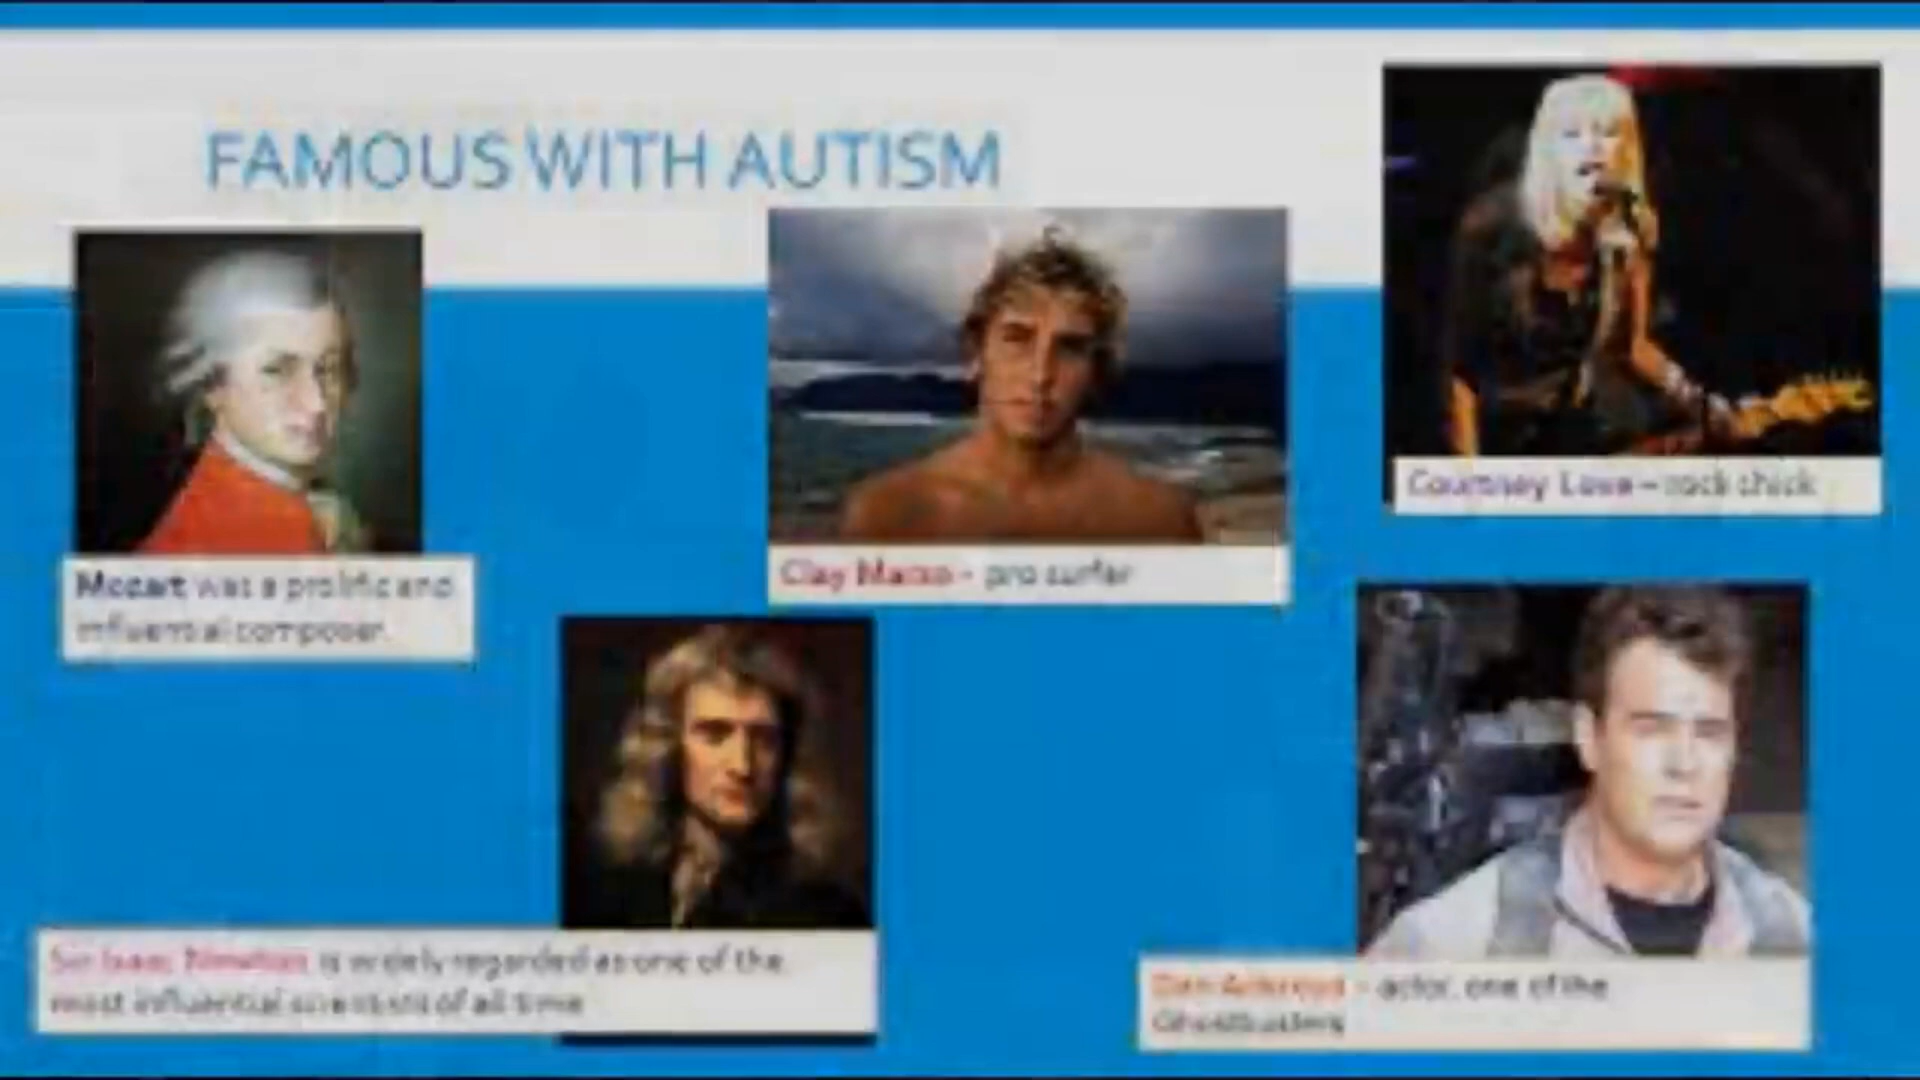 FAMOUS WITH AUTISM
Courtney Love – rock chick
Clay Marzo - pro surfer
Mozart was a prolific and
influential composer.
Sir Isaac Newton is widely regarded as one of the
most influential scientists of all time
Dan Ackroyd - actor, one of the
Ghostbusters